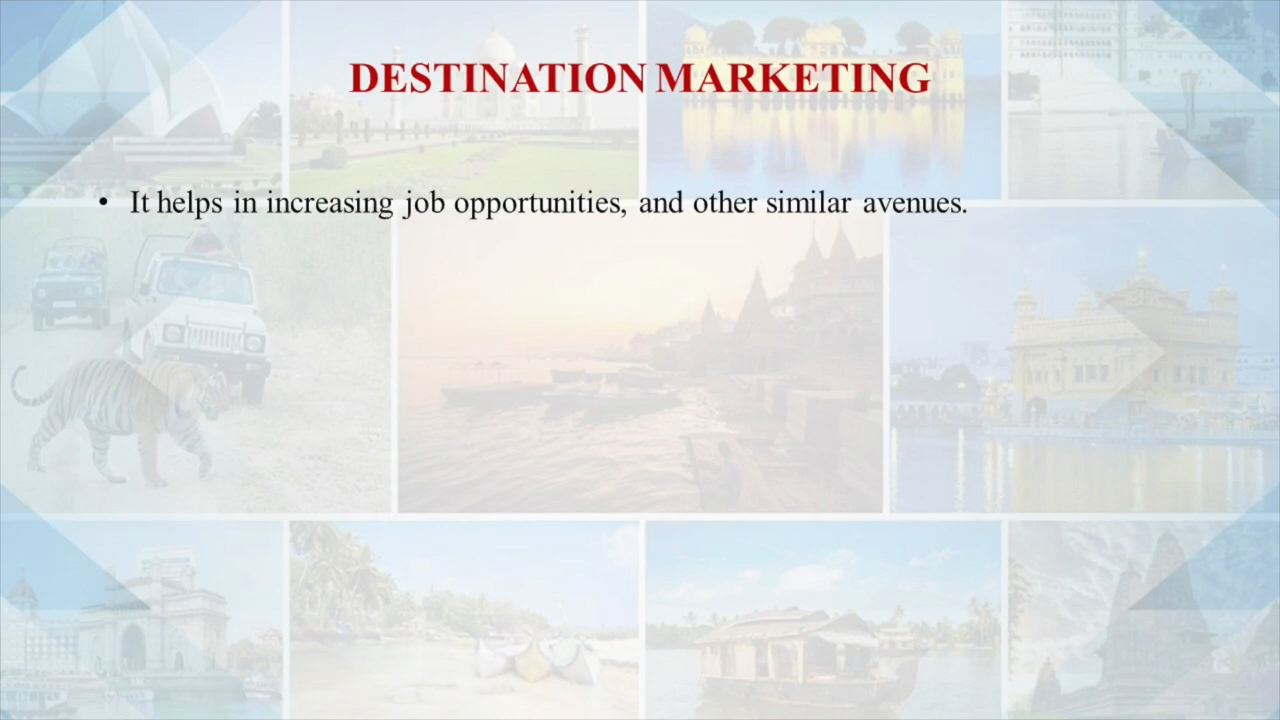 DESTINATION MARKETING
• It helps in increasing job opportunities, and other similar avenues.